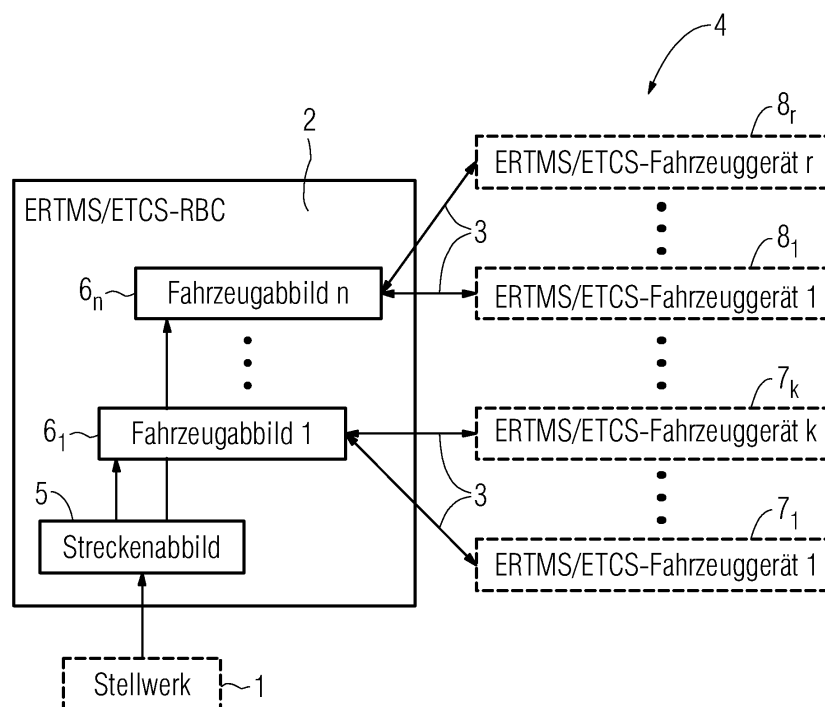 4
8r
ERTMS/ETCS-Fahrzeuggerät r
2
ERTMS/ETCS-RBC
3
81
6n
Fahrzeugabbild n
ERTMS/ETCS-Fahrzeuggerät 1
7k
61
Fahrzeugabbild 1
ERTMS/ETCS-Fahrzeuggerät k
5
3
Streckenabbild
71
ERTMS/ETCS-Fahrzeuggerät 1
Stellwerk
1